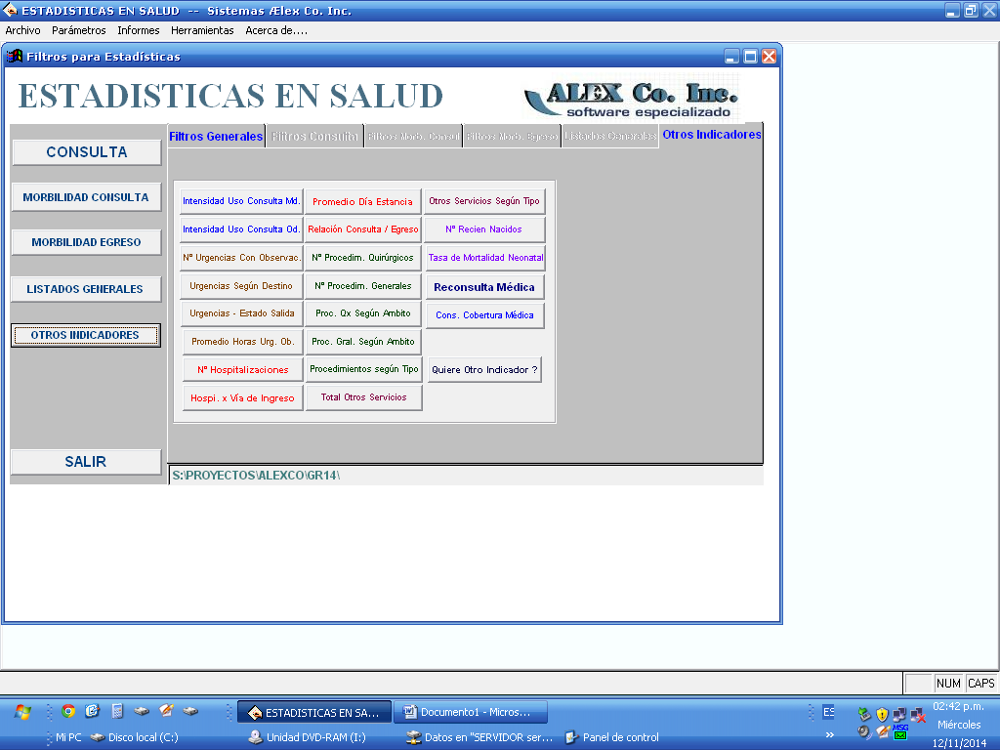 ESTADISTICAS EN SALUD -- Sistemas Ælex Co. Inc.
Archivo Parámetros Informes Herramientas Acerca de....
Filtros para Estadísticas
ESTADISTICAS EN SALUD
ALEX Co. Inc.
software especializado
Filtros Generales Filtros Consulta Filtros Morb. Consul Filtros Morb. Egreso Listados Generales Otros Indicadores
CONSULTA
MORBILIDAD CONSULTA
MORBILIDAD EGRESO
LISTADOS GENERALES
OTROS INDICADORES
SALIR
Intensidad Uso Consulta Md. Promedio Día Estancia Otros Servicios Según Tipo
Intensidad Uso Consulta Od. Relación Consulta / Egreso Nº Recien Nacidos
Nº Urgencias Con Observac. Nº Procedim. Quirúrgicos Tasa de Mortalidad Neonatal
Urgencias Según Destino Nº Procedim. Generales Reconsulta Médica
Urgencias - Estado Salida Proc. Qx Según Ambito Cons. Cobertura Médica
Promedio Horas Urg. Ob. Proc. Gral. Según Ambito
Nº Hospitalizaciones Procedimientos según Tipo Quiere Otro Indicador ?
Hospi. x Vía de Ingreso Total Otros Servicios
S:\PROYECTOS\ALEXCO\GR14\
NUM CAPS
ESTADISTICAS EN SA... Documento1 - Micros... ES 02:42 p.m.
Miércoles
MSG
Mi PC Disco local (C:) Unidad DVD-RAM (I:) Datos en "SERVIDOR ser... Panel de control » 12/11/2014